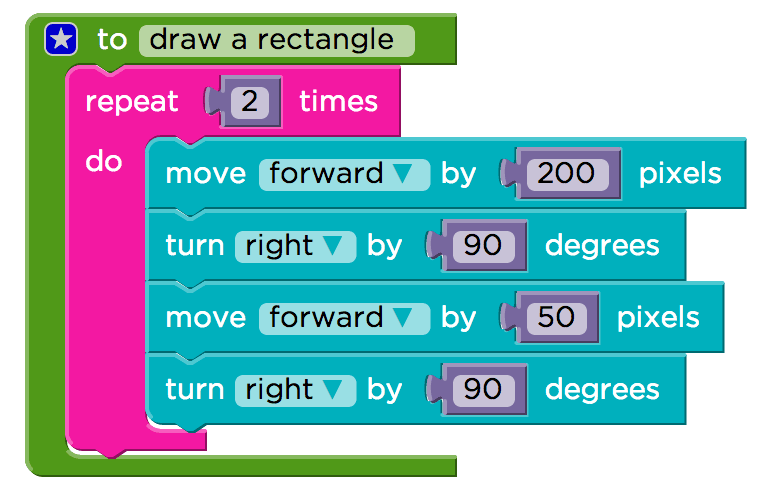 to draw a rectangle
repeat 2 times
do
move forward by 200 pixels
turn right by 90 degrees
move forward by 50 pixels
turn right by 90 degrees